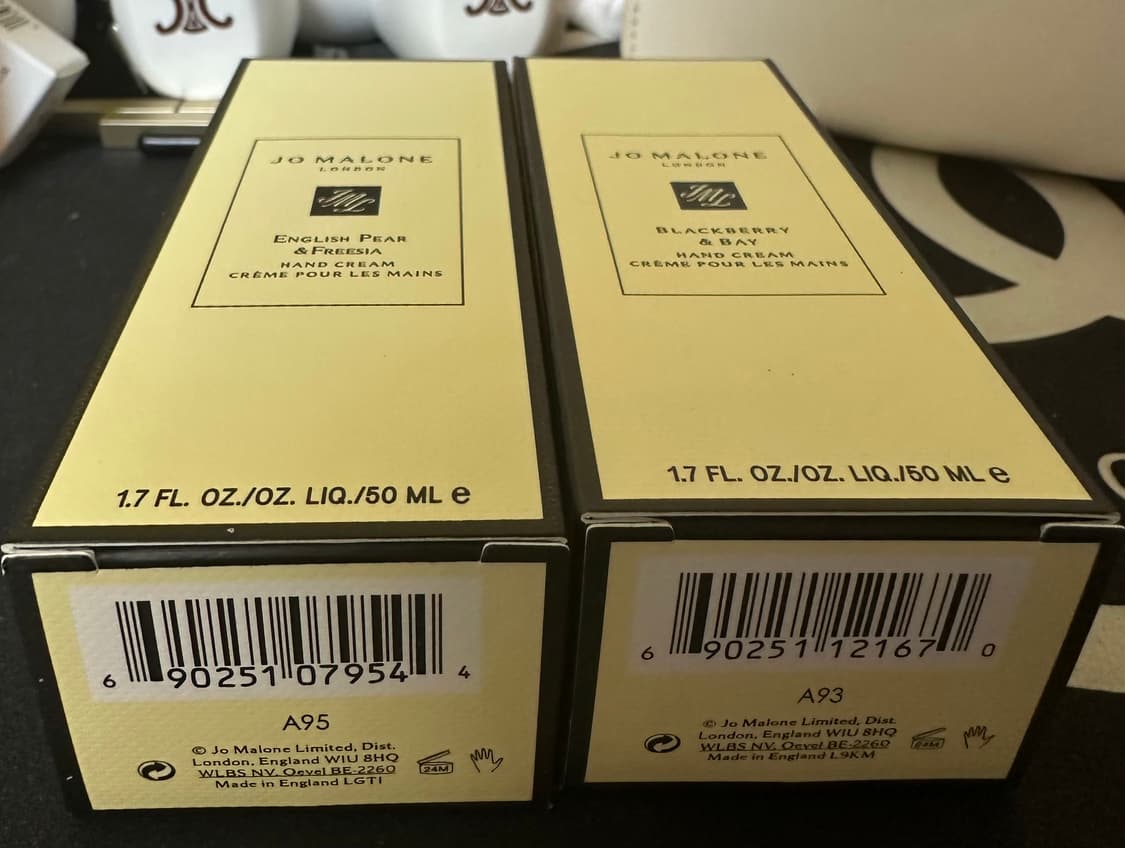 JO MALONE
LONDON
ENGLISH PEAR
& FREESIA
HAND CREAM
CRÈME POUR LES MAINS
1.7 FL. OZ./OZ. LIQ./50 ML e
6 90251 07954 4
A95
© Jo Malone Limited, Dist.
London, England W1U 8HQ
WLBS NV. Oevel BE-2260
Made in England LGT1
24M
JO MALONE
LONDON
BLACKBERRY
& BAY
HAND CREAM
CRÈME POUR LES MAINS
1.7 FL. OZ./OZ. LIQ./50 ML e
6 90251 12167 0
A93
© Jo Malone Limited, Dist.
London, England W1U 8HQ
WLBS NV. Oevel BE-2260
Made in England L9KM
24M